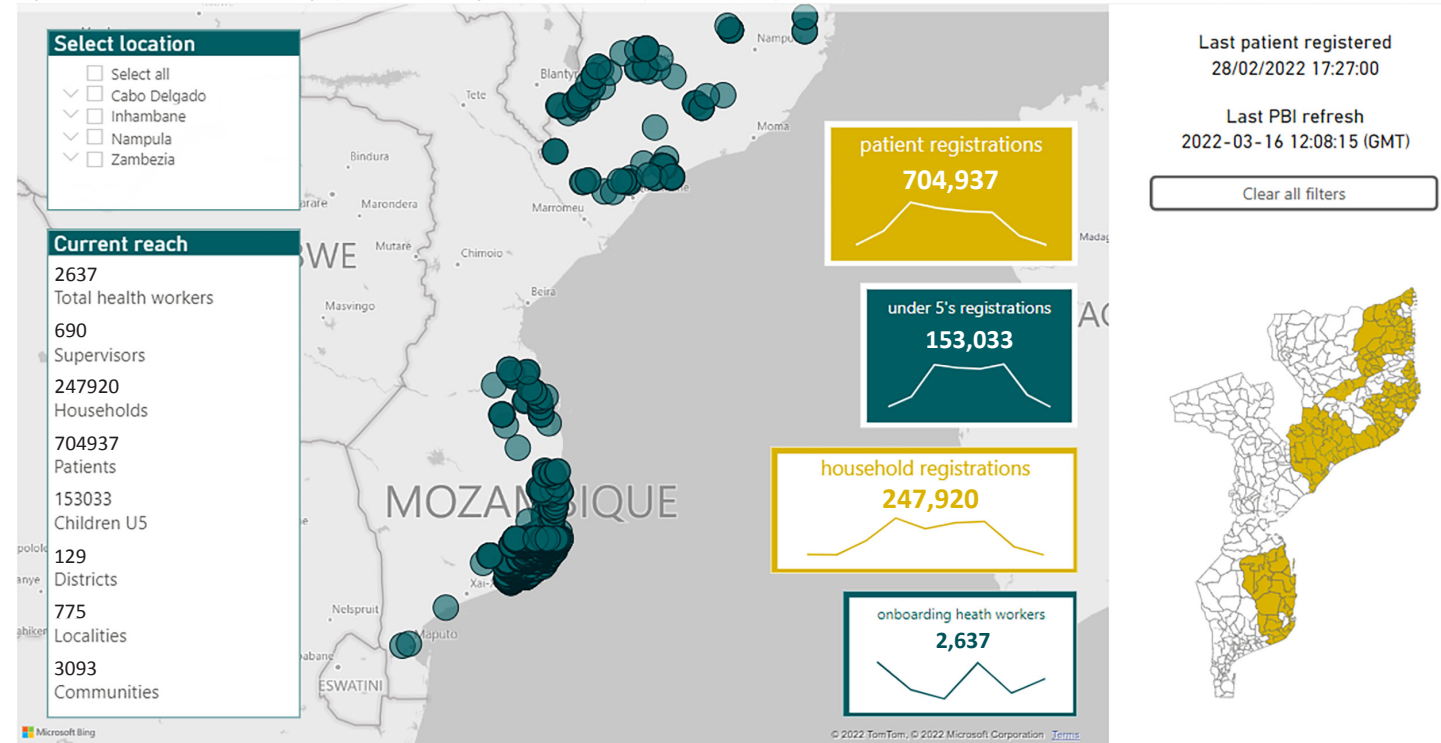 Select location
Select all
Cabo Delgado
Inhambane
Nampula
Zambezia
Current reach
2637
Total health workers
690
Supervisors
247920
Households
704937
Patients
153033
Children U5
129
Districts
775
Localities
3093
Communities
Microsoft Bing
Blantyr
Tete
Nampu
Moma
Bindura
Marondera
Marromeu
Mutare
Chimoio
WE
Masvingo
Beira
MOZAMBIQUE
Xai-
Nelspruit
Maputo
ESWATINI
patient registrations
704,937
under 5's registrations
153,033
household registrations
247,920
onboarding heath workers
2,637
Madag
© 2022 TomTom, © 2022 Microsoft Corporation Terms
Last patient registered
28/02/2022 17:27:00
Last PBI refresh
2022-03-16 12:08:15 (GMT)
Clear all filters